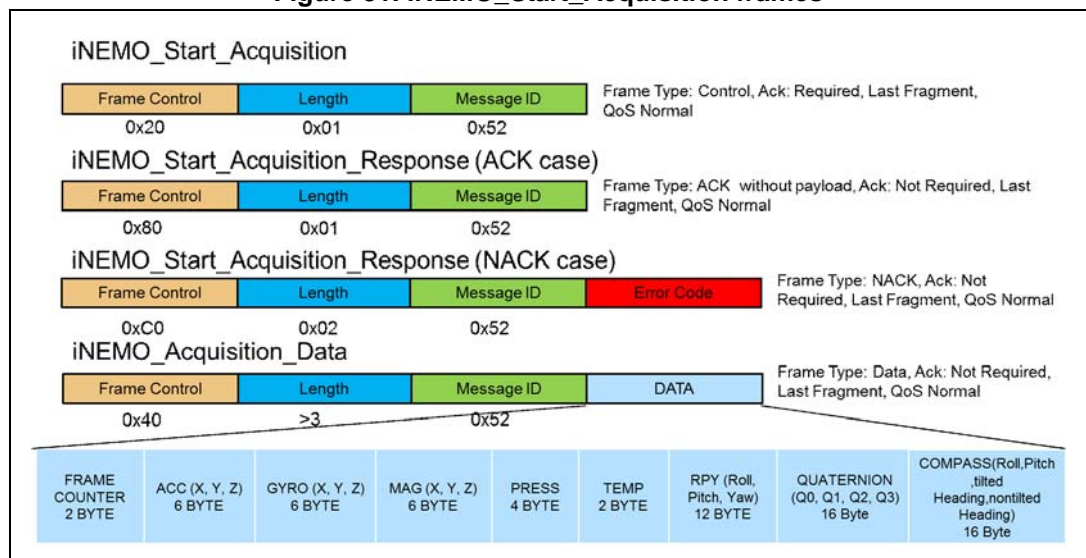 iNEMO_Start_Acquisition
Frame Control Length Message ID
0x20 0x01 0x52
Frame Type: Control, Ack: Required, Last Fragment,
QoS Normal
iNEMO_Start_Acquisition_Response (ACK case)
Frame Control Length Message ID
0x80 0x01 0x52
Frame Type: ACK without payload, Ack: Not Required, Last
Fragment, QoS Normal
iNEMO_Start_Acquisition_Response (NACK case)
Frame Control Length Message ID Error Code
0xC0 0x02 0x52
Frame Type: NACK, Ack: Not
Required, Last Fragment, QoS Normal
iNEMO_Acquisition_Data
Frame Control Length Message ID DATA
0x40 >3 0x52
Frame Type: Data, Ack: Not Required,
Last Fragment, QoS Normal
FRAME
COUNTER
2 BYTE
ACC (X, Y, Z)
6 BYTE
GYRO (X, Y, Z)
6 BYTE
MAG (X, Y, Z)
6 BYTE
PRESS
4 BYTE
TEMP
2 BYTE
RPY (Roll,
Pitch, Yaw)
12 BYTE
QUATERNION
(Q0, Q1, Q2, Q3)
16 Byte
COMPASS(Roll,Pitch
,tilted
Heading,nontilted
Heading)
16 Byte